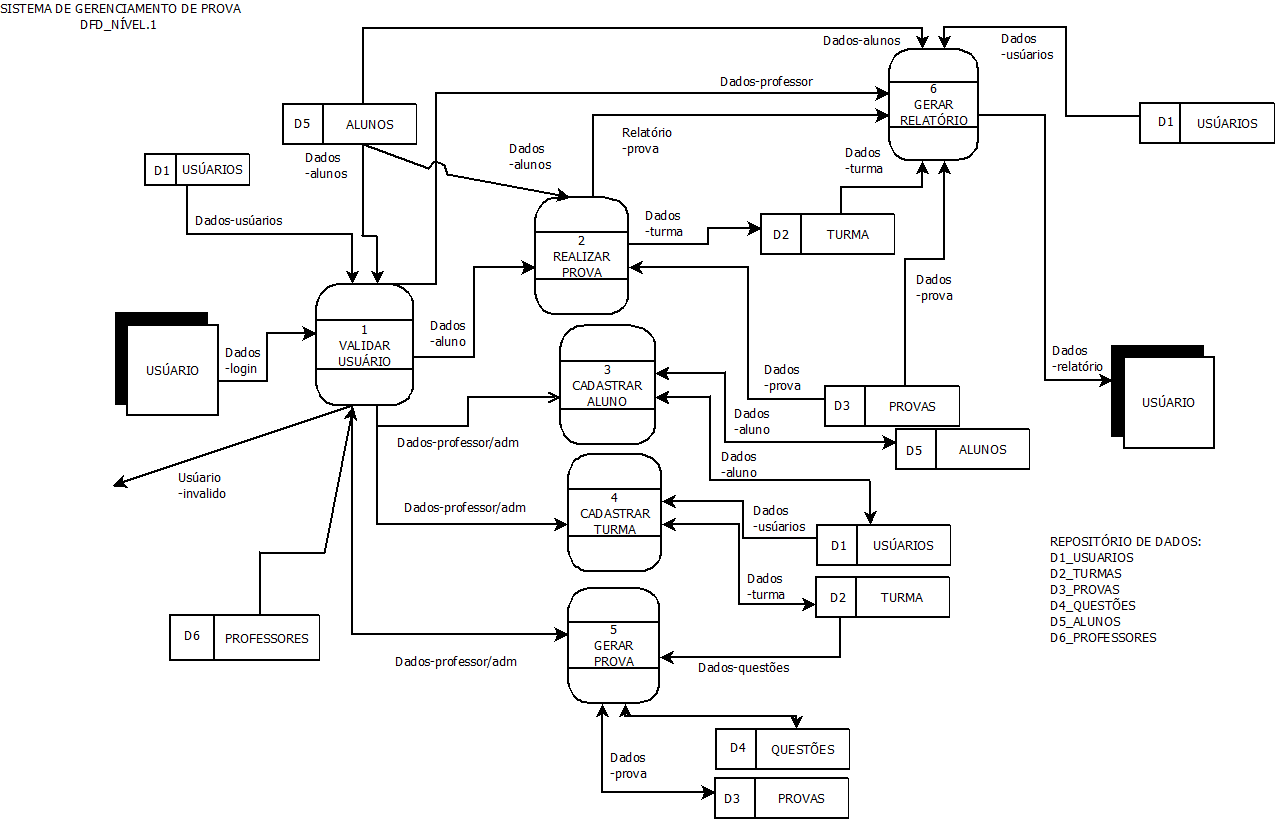 SISTEMA DE GERENCIAMENTO DE PROVA
DFD_NÍVEL.1
Dados-alunos
Dados
-usúarios
Dados-professor
6
GERAR
RELATÓRIO
D5
ALUNOS
D1
USÚARIOS
Relatório
-prova
Dados
-alunos
Dados
-alunos
Dados
-turma
D1
USÚARIOS
Dados-usúarios
Dados
-turma
D2
TURMA
2
REALIZAR
PROVA
Dados
-prova
1
VALIDAR
USUÁRIO
Dados
-aluno
Dados
-login
USÚARIO
Dados
-relatório
3
CADASTRAR
ALUNO
Dados
-prova
D3
PROVAS
USÚARIO
Dados
-aluno
Dados-professor/adm
D5
ALUNOS
Dados
-aluno
Usúario
-invalido
4
CADASTRAR
TURMA
Dados-professor/adm
Dados
-usúarios
D1
USÚARIOS
Dados
-turma
D2
TURMA
REPOSITÓRIO DE DADOS:
D1_USUARIOS
D2_TURMAS
D3_PROVAS
D4_QUESTÕES
D5_ALUNOS
D6_PROFESSORES
D6
PROFESSORES
5
GERAR
PROVA
Dados-professor/adm
Dados-questões
D4
QUESTÕES
Dados
-prova
D3
PROVAS